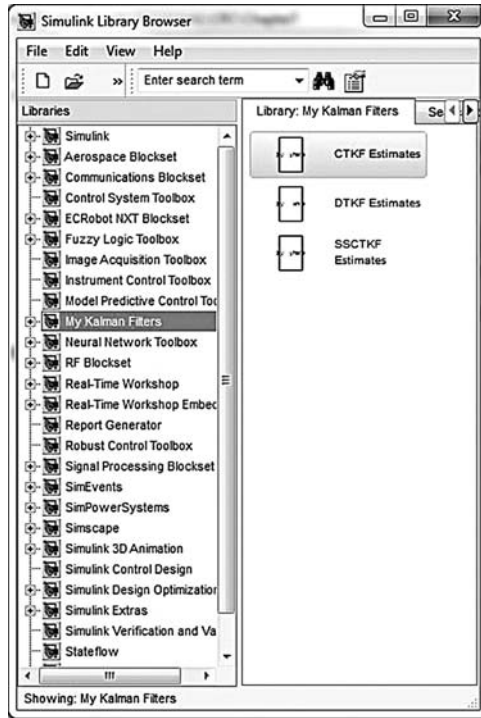 Simulink Library Browser
File Edit View Help
» Enter search term
Libraries
Simulink
Aerospace Blockset
Communications Blockset
Control System Toolbox
ECRobot NXT Blockset
Fuzzy Logic Toolbox
Image Acquisition Toolbox
Instrument Control Toolbox
Model Predictive Control Too
My Kalman Filters
Neural Network Toolbox
RF Blockset
Real-Time Workshop
Real-Time Workshop Embec
Report Generator
Robust Control Toolbox
Signal Processing Blockset
SimEvents
SimPowerSystems
Simscape
Simulink 3D Animation
Simulink Control Design
Simulink Design Optimization
Simulink Extras
Simulink Verification and Va
Stateflow
Library: My Kalman Filters Se
CTKF Estimates
DTKF Estimates
SSCTKF
Estimates
Showing: My Kalman Filters